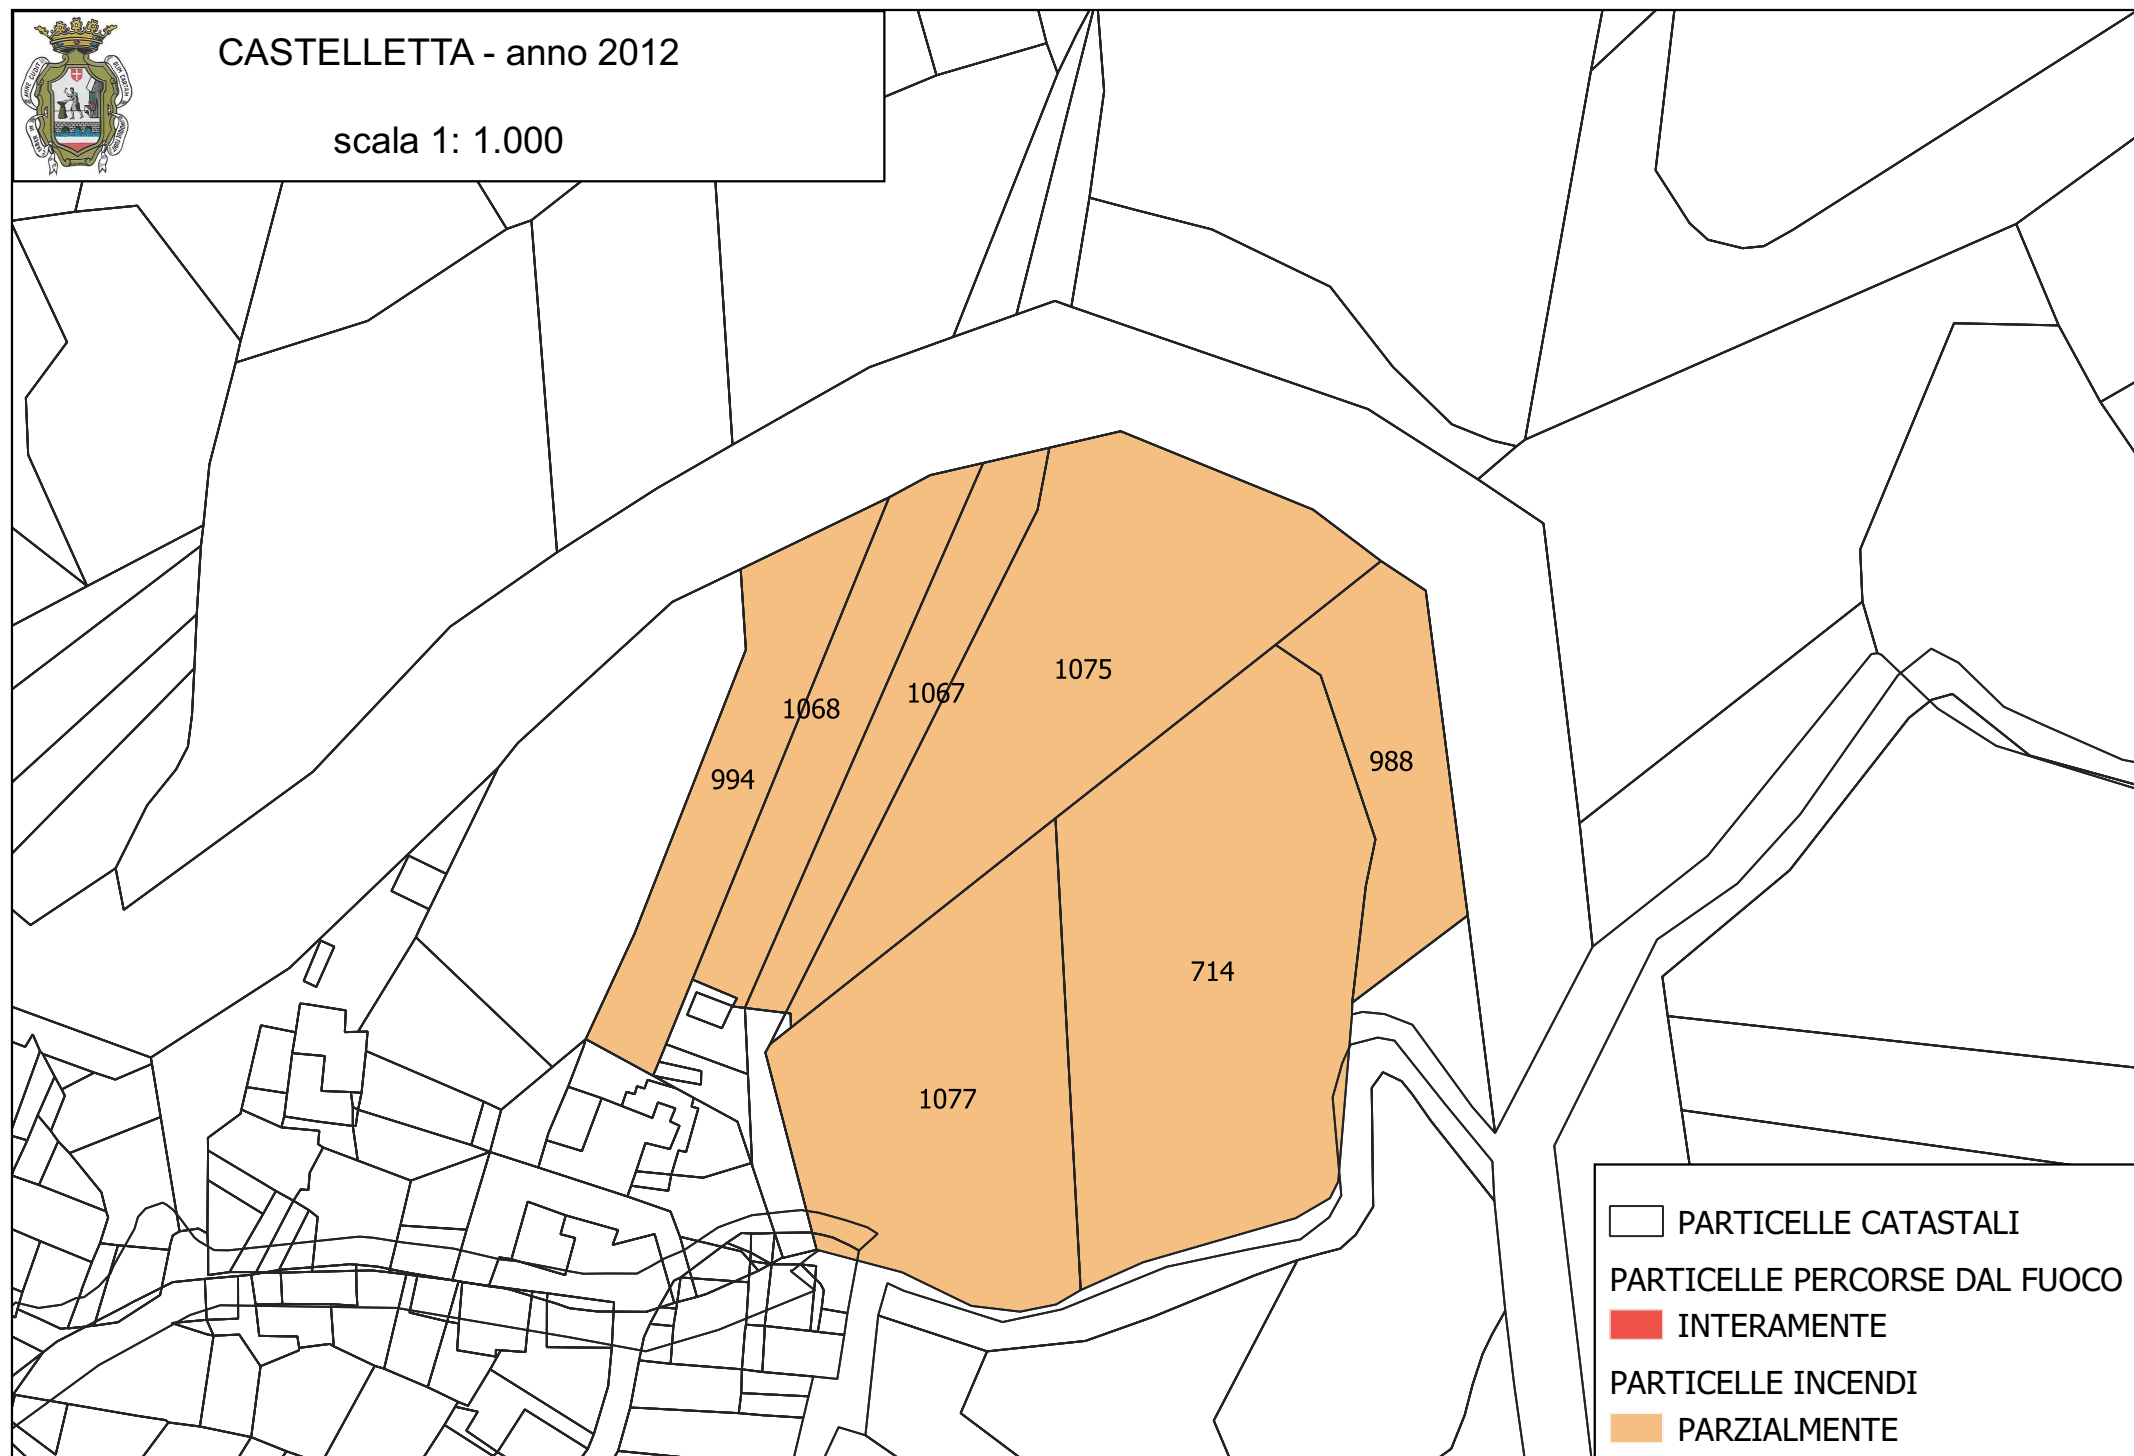 CASTELLETTA - anno 2012
scala 1: 1.000
1075
1067
1068
988
994
714
1077
PARTICELLE CATASTALI
PARTICELLE PERCORSE DAL FUOCO
INTERAMENTE
PARTICELLE INCENDI
PARZIALMENTE